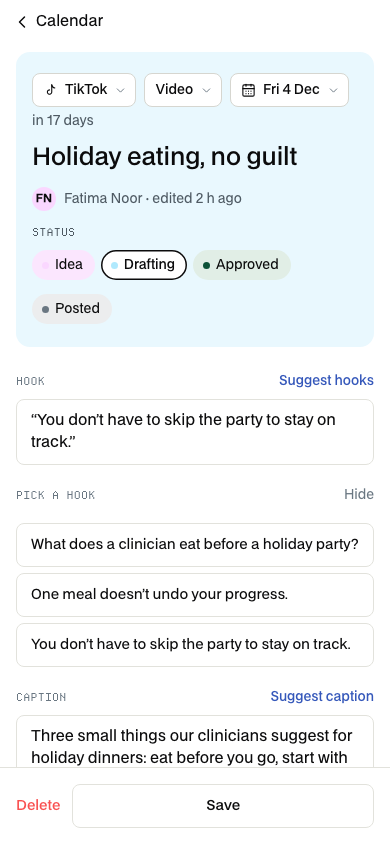 Calendar
TikTok Video Fri 4 Dec
in 17 days
Holiday eating, no guilt
FN Fatima Noor · edited 2 h ago
STATUS
Idea Drafting Approved
Posted
HOOK Suggest hooks
“You don’t have to skip the party to stay on
track.”
PICK A HOOK Hide
What does a clinician eat before a holiday party?
One meal doesn’t undo your progress.
You don’t have to skip the party to stay on track.
CAPTION Suggest caption
Three small things our clinicians suggest for
holiday dinners: eat before you go, start with
Delete Save